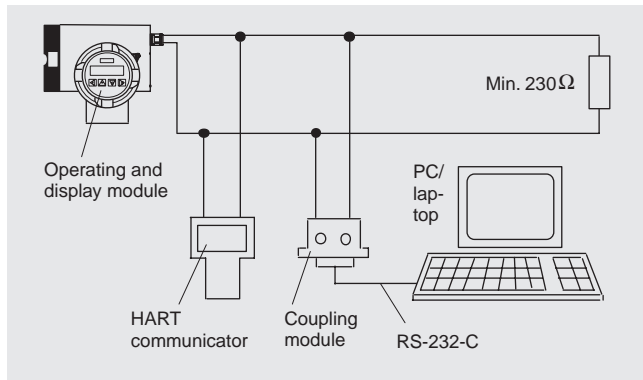 Min. 230Ω
Operating and
display module
PC/
lap-
top
HART
communicator
Coupling
module
RS-232-C